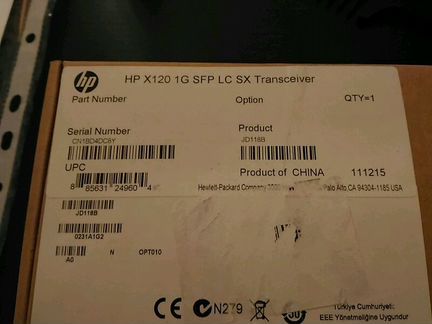 hp
HP X120 1G SFP LC SX Transceiver
Part Number Option QTY=1
Serial Number Product
CN18D4DC8Y JD118B
UPC Product of CHINA 111215
8 85631 24960 4 Hewlett-Packard Company Palo Alto,CA 94304-1185 USA
JD118B
0231A1G2
A0 N OPT010
CE N279
Türkiye Cumhuriyeti:
EEE Yönetmeliğine Uygundur